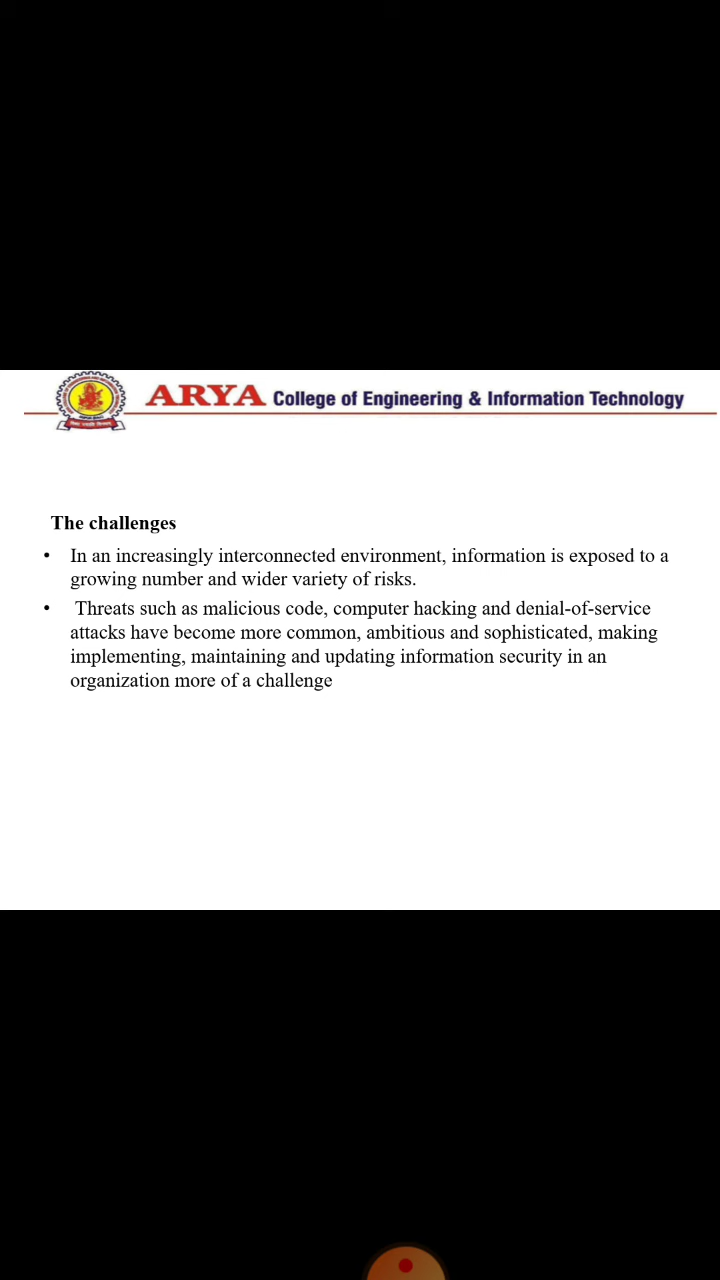 ARYA College of Engineering & Information Technology
The challenges
• In an increasingly interconnected environment, information is exposed to a
growing number and wider variety of risks.
• Threats such as malicious code, computer hacking and denial-of-service
attacks have become more common, ambitious and sophisticated, making
implementing, maintaining and updating information security in an
organization more of a challenge